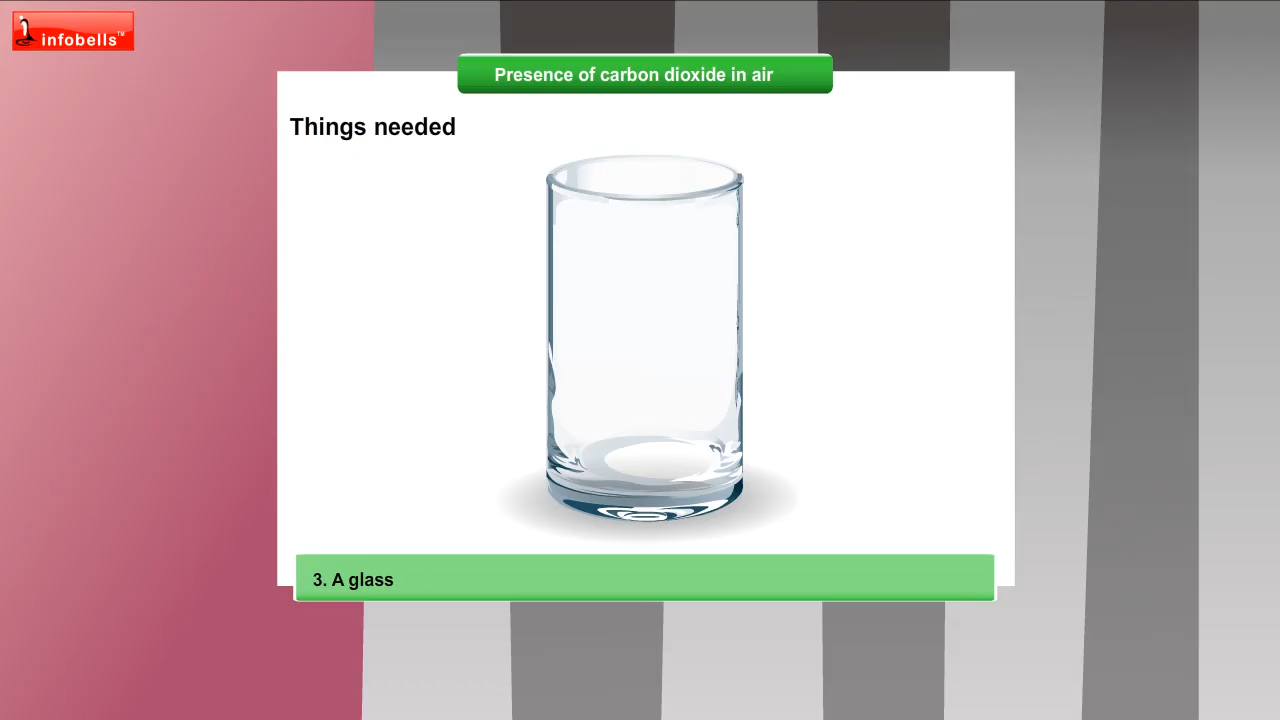 infobells™
Presence of carbon dioxide in air
Things needed
3. A glass